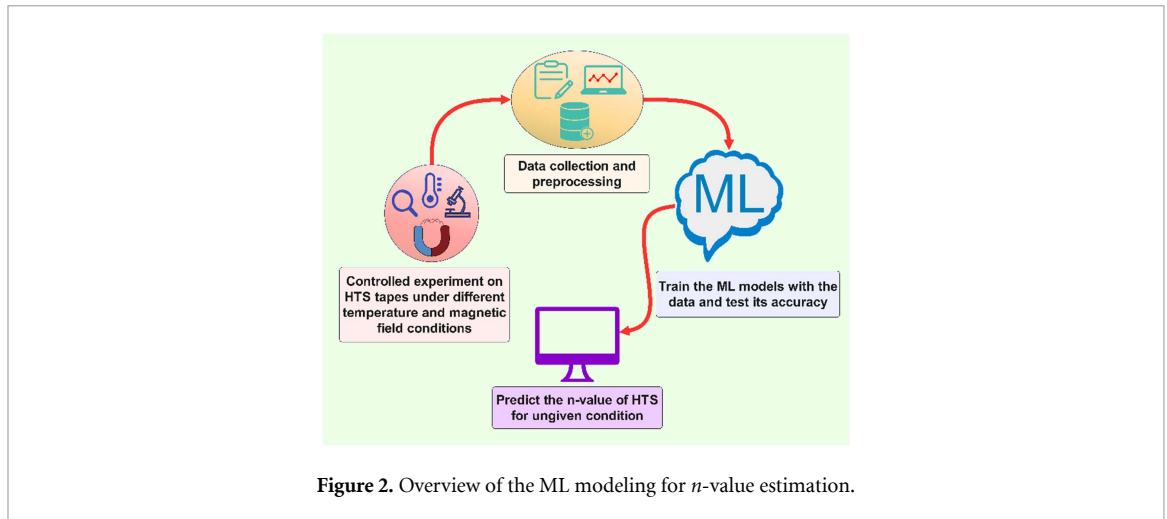 Data collection and
preprocessing
ML
Controlled experiment on
HTS tapes under different
temperature and magnetic
field conditions
Train the ML models with the
data and test its accuracy
Predict the n-value of HTS
for ungiven condition
Figure 2. Overview of the ML modeling for n-value estimation.